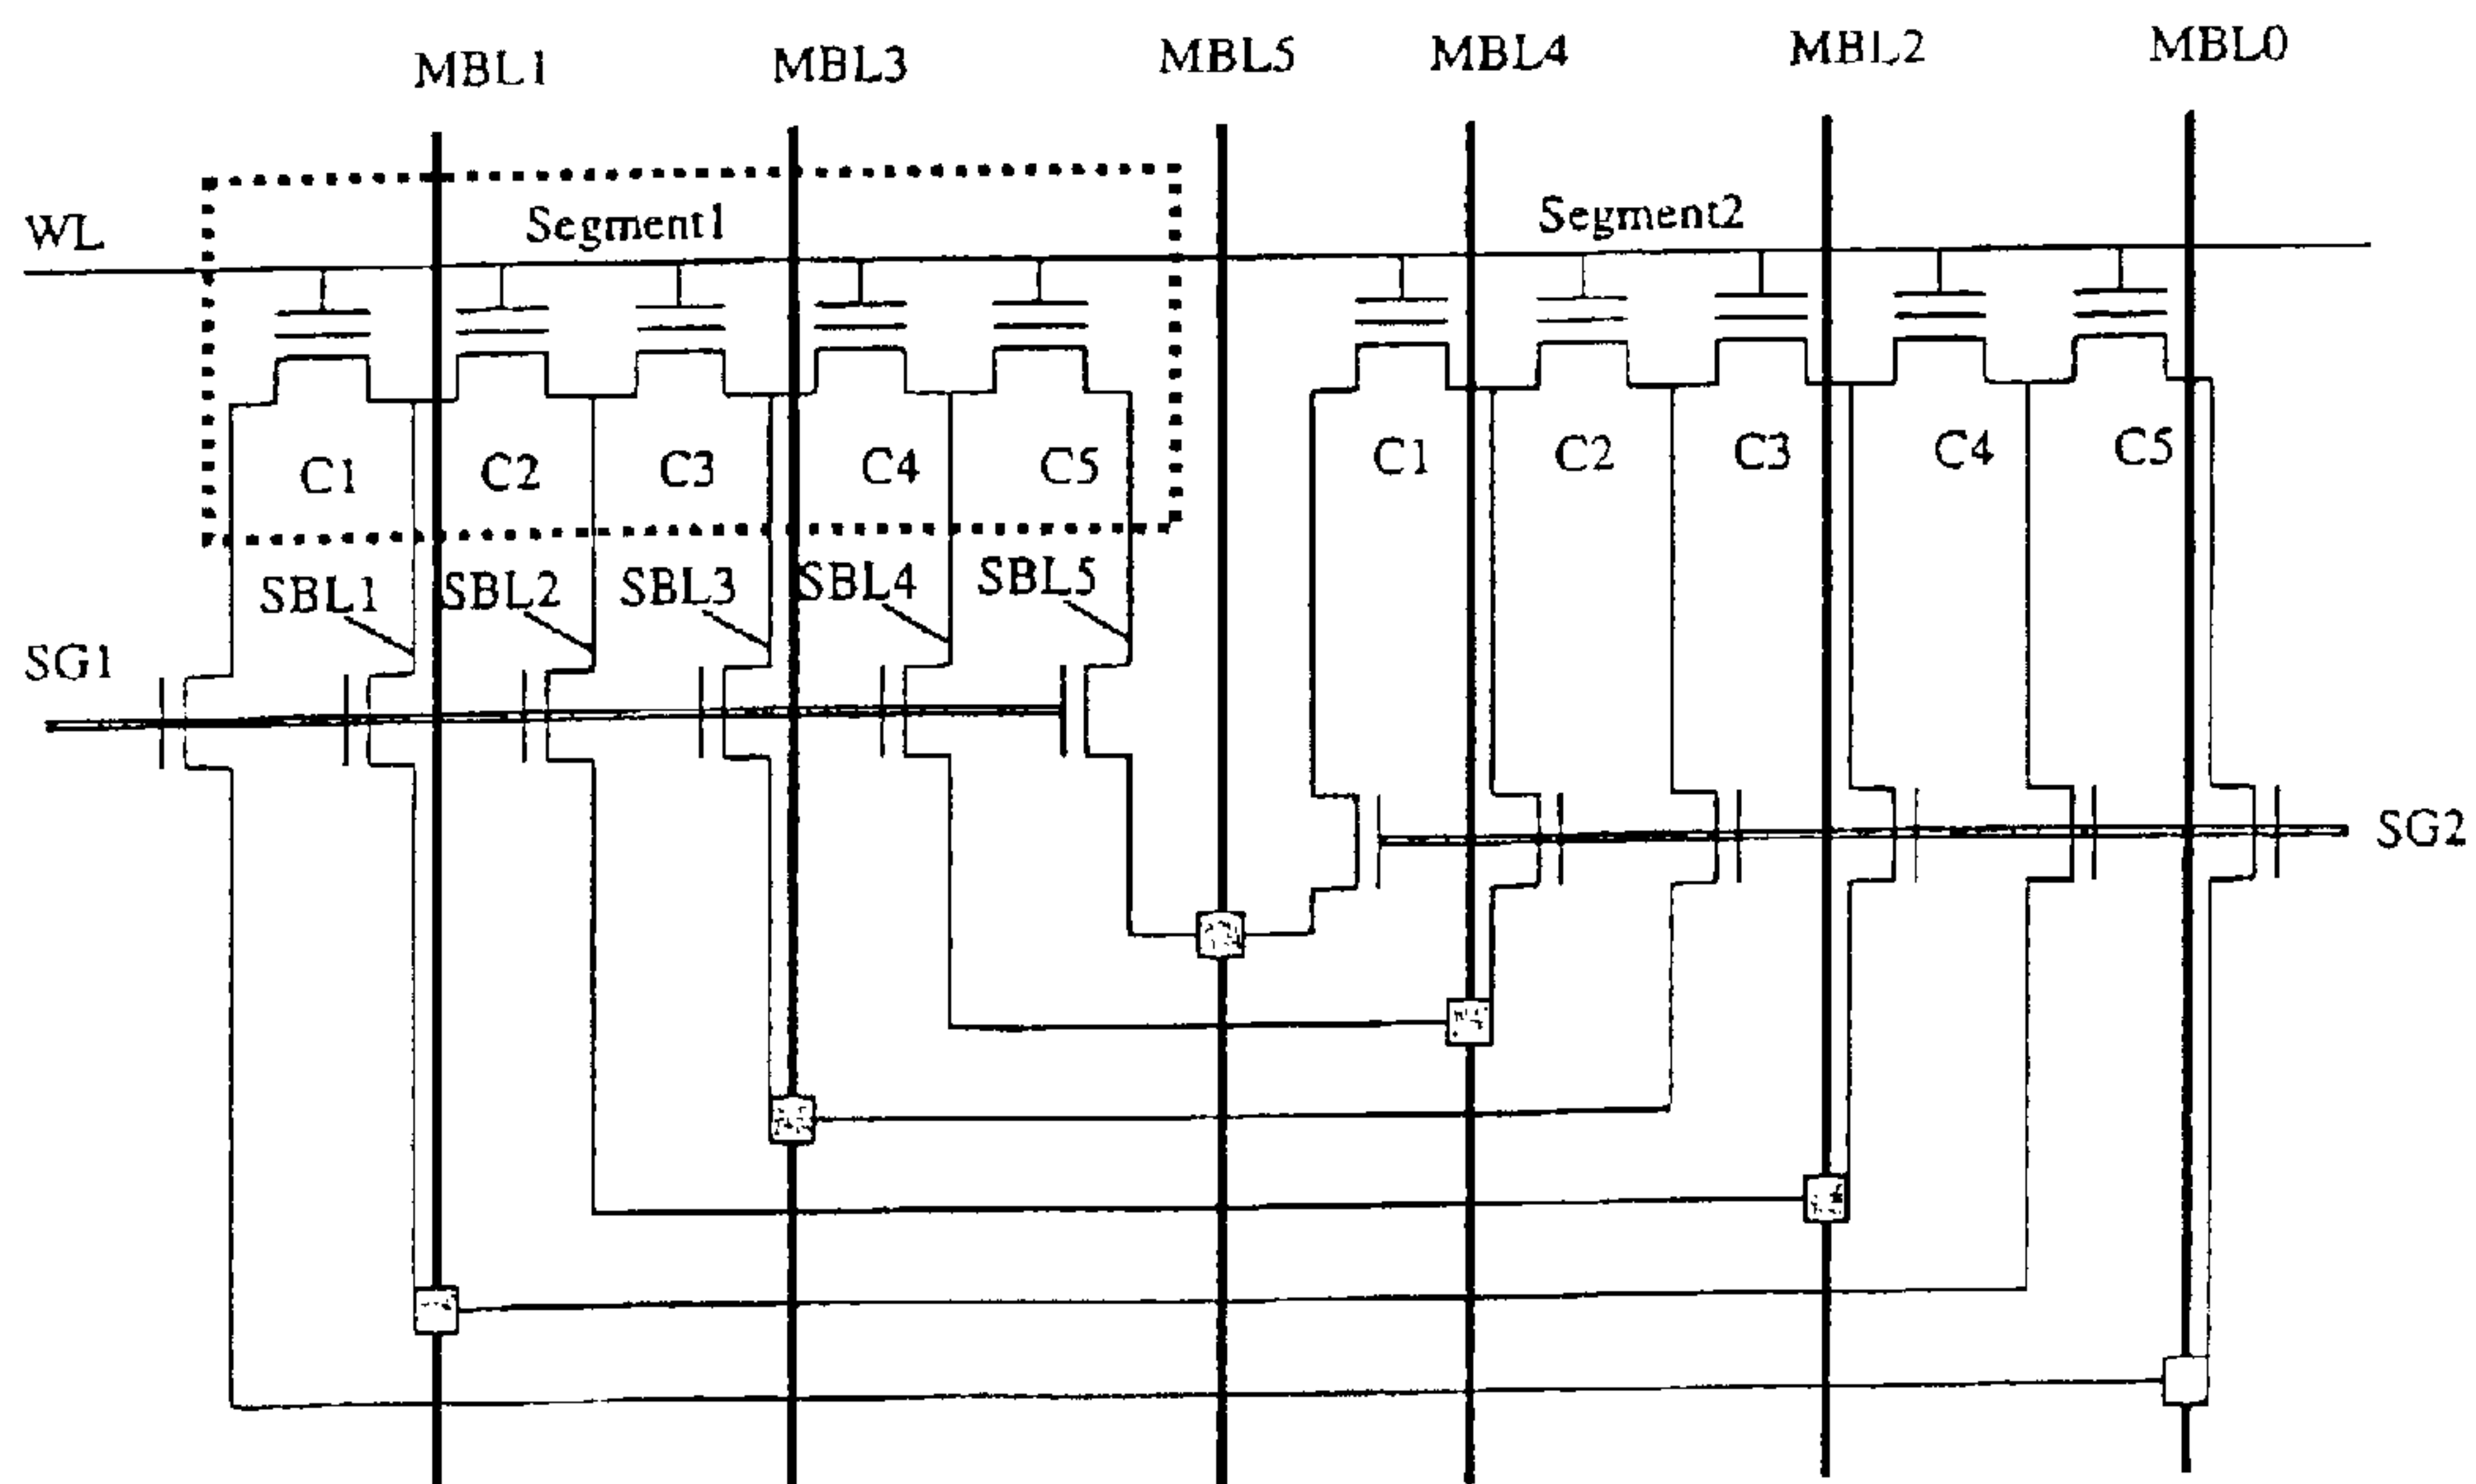 MBL1 MBL3 MBL5 MBL4 MBL2 MBL0
WL Segment1 Segment2
C1 C2 C3 C4 C5 C1 C2 C3 C4 C5
SBL1 SBL2 SBL3 SBL4 SBL5
SG1
SG2